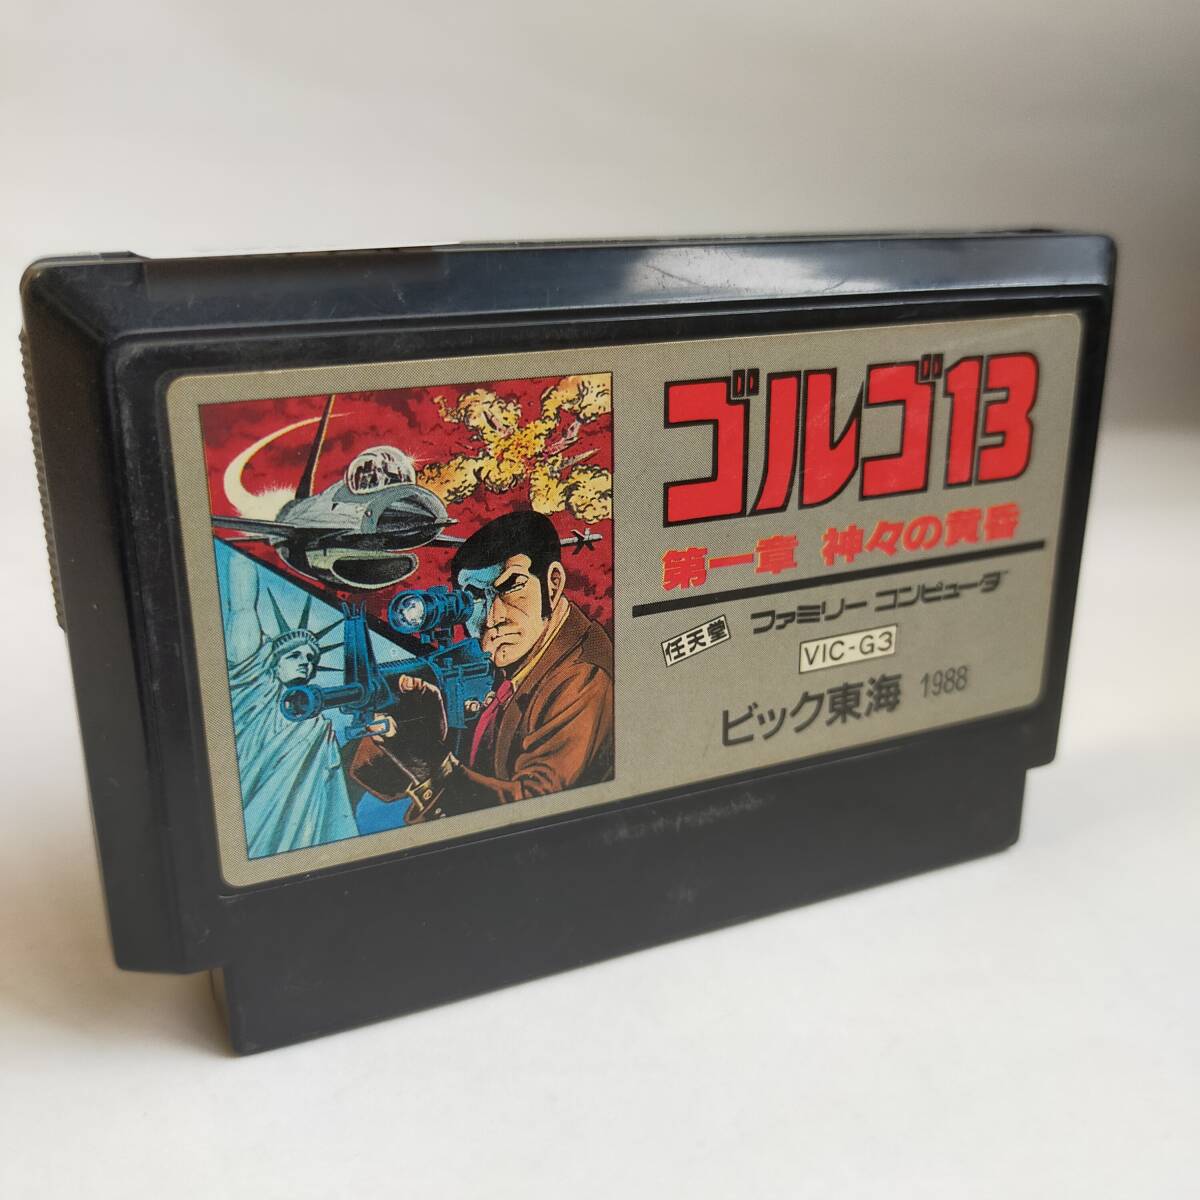 ゴルゴ13
第一章 神々の黄昏
任天堂 ファミリー コンピュータ
VIC-G3
ビック東海 1988